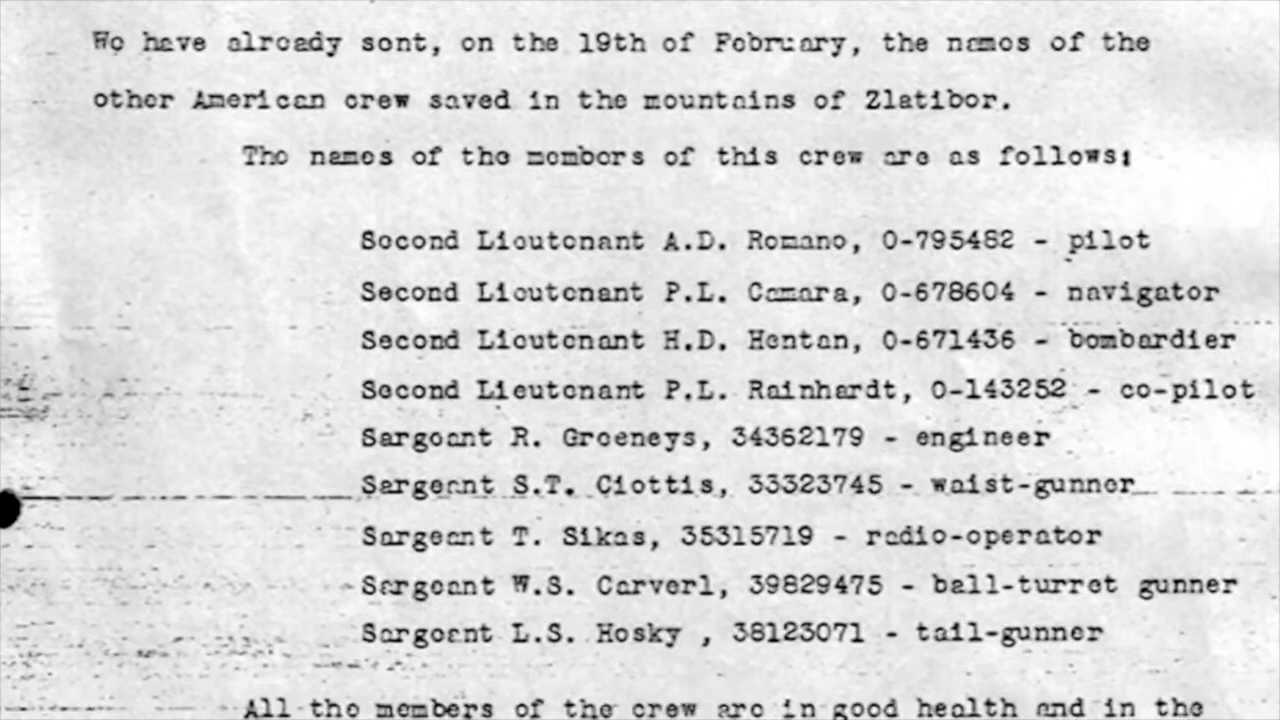 We have already sent, on the 19th of February, the names of the
other American crew saved in the mountains of Zlatibor.
The names of the members of this crew are as follows:
Second Lieutenant A.D. Romano, 0-795482 - pilot
Second Lieutenant P.L. Camara, 0-678604 - navigator
Second Lieutenant H.D. Hentan, 0-671436 - bombardier
Second Lieutenant P.L. Rainhardt, 0-143252 - co-pilot
Sargeant R. Groeneys, 34362179 - engineer
Sargeant S.T. Ciottis, 33323745 - waist-gunner
Sargeant T. Sikas, 35315719 - radio-operator
Sargeant W.S. Carverl, 39829475 - ball-turret gunner
Sargeant L.S. Hosky , 38123071 - tail-gunner
All the members of the crew are in good health and in the